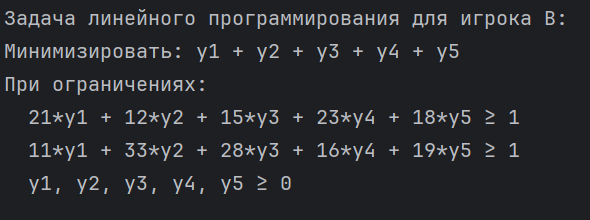 Задача линейного программирования для игрока B:
Минимизировать: y1 + y2 + y3 + y4 + y5
При ограничениях:
21*y1 + 12*y2 + 15*y3 + 23*y4 + 18*y5 ≥ 1
11*y1 + 33*y2 + 28*y3 + 16*y4 + 19*y5 ≥ 1
y1, y2, y3, y4, y5 ≥ 0